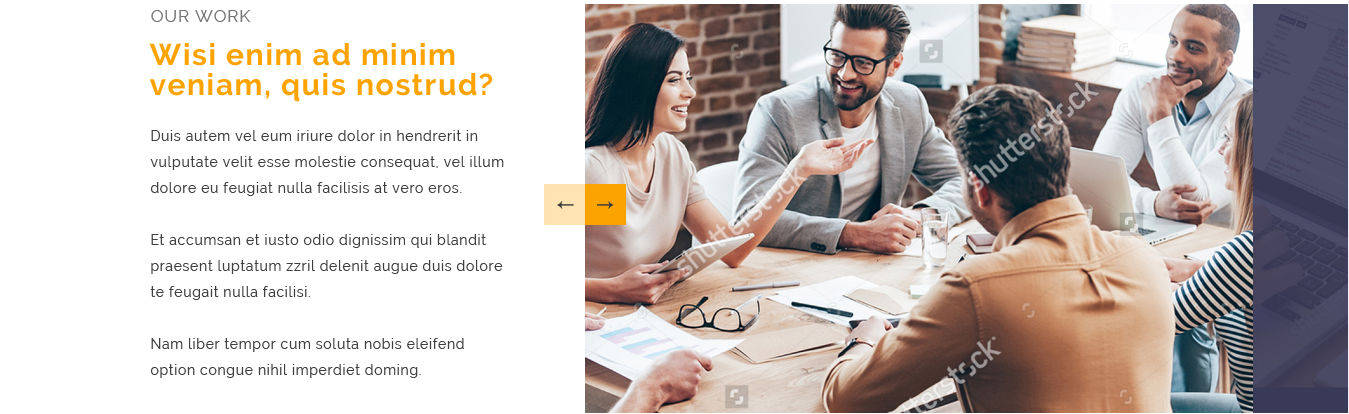 OUR WORK
Wisi enim ad minim
veniam, quis nostrud?
Duis autem vel eum iriure dolor in hendrerit in
vulputate velit esse molestie consequat, vel illum
dolore eu feugiat nulla facilisis at vero eros.
Et accumsan et iusto odio dignissim qui blandit
praesent luptatum zzril delenit augue duis dolore
te feugait nulla facilisi.
Nam liber tempor cum soluta nobis eleifend
option congue nihil imperdiet doming.
shutterstock
shutterstock
shutterstock